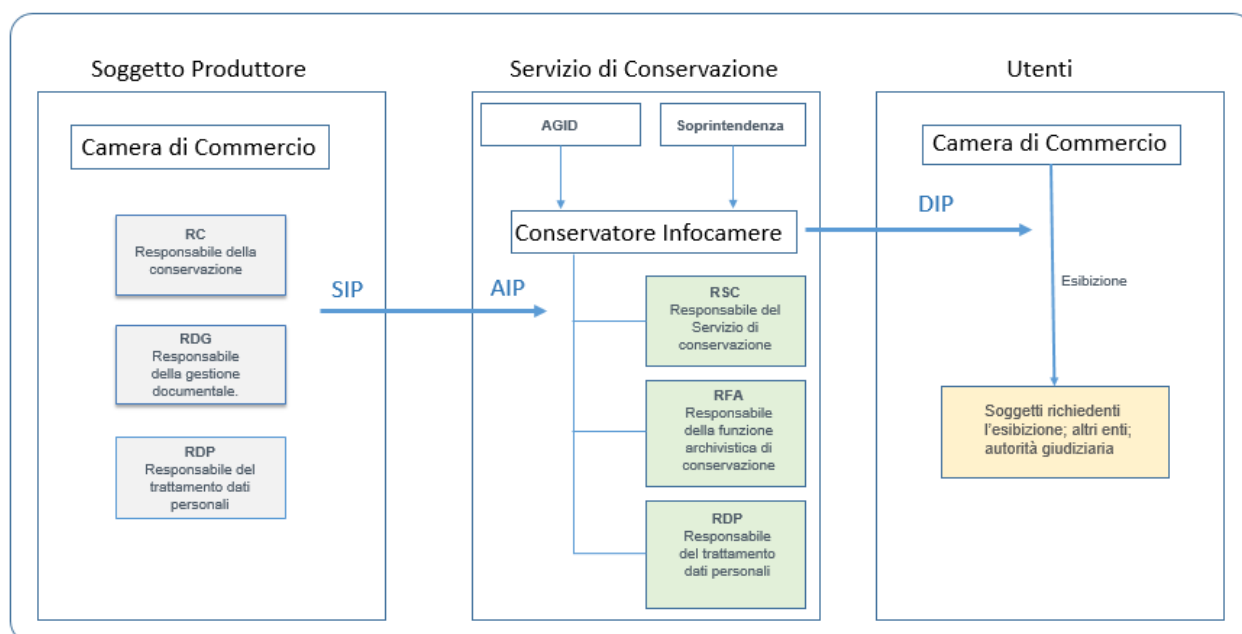 Soggetto Produttore
Camera di Commercio
RC
Responsabile della
conservazione
RDG
Responsabile
della gestione
documentale.
RDP
Responsabile del
trattamento dati
personali
SIP
Servizio di Conservazione
AGID
Soprintendenza
Conservatore Infocamere
AIP
RSC
Responsabile del
Servizio di
conservazione
RFA
Responsabile
della funzione
archivistica di
conservazione
RDP
Responsabile
del trattamento
dati personali
DIP
Utenti
Camera di Commercio
Esibizione
Soggetti richiedenti
l'esibizione; altri enti;
autorità giudiziaria